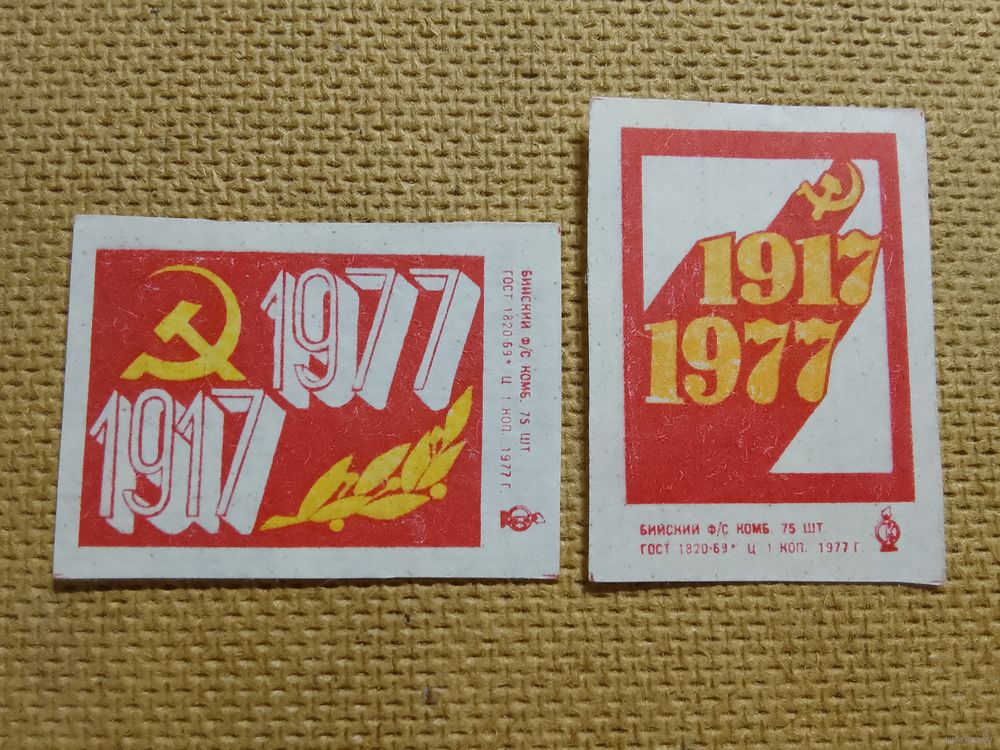 1977
1917
БИЙСКИЙ Ф/С КОМБ. 75 ШТ
ГОСТ 1820-69* Ц 1 КОП. 1977 Г.
1917
1977
БИЙСКИЙ Ф/С КОМБ. 75 ШТ.
ГОСТ 1820-69* Ц 1 КОП. 1977 Г.